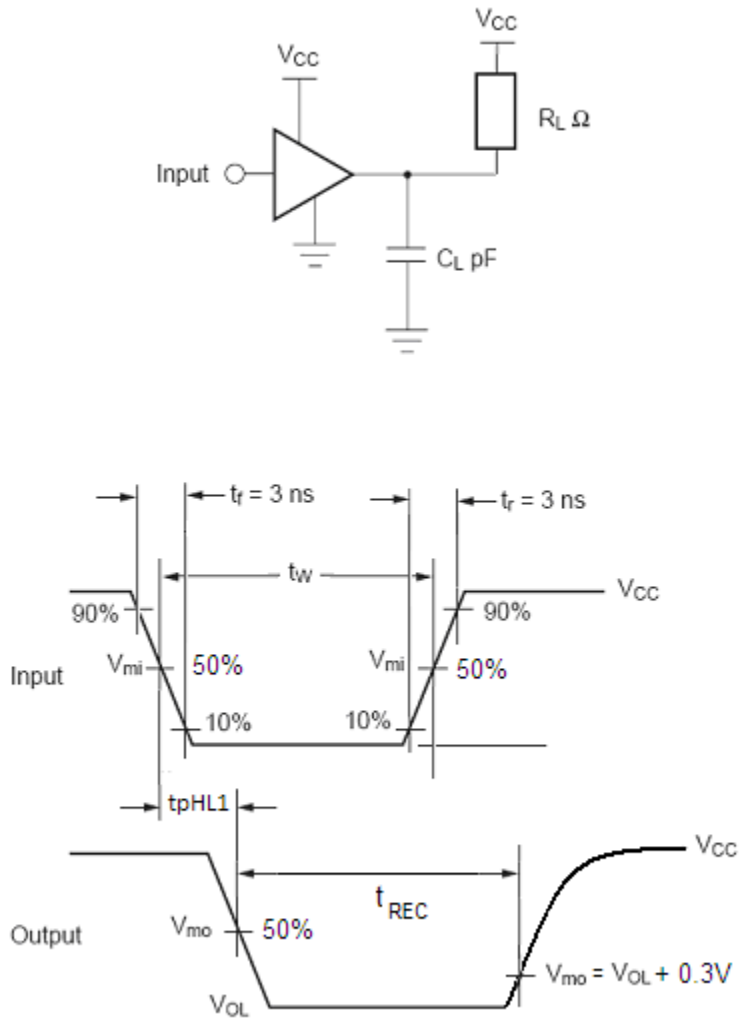 VCC
VCC
RL Ω
Input
CL pF
tf = 3 ns
tr = 3 ns
tW
VCC
90%
90%
Vmi
50%
Vmi
50%
Input
10%
10%
tpHL1
VCC
tREC
Vmo
50%
Output
Vmo = VOL + 0.3V
VOL